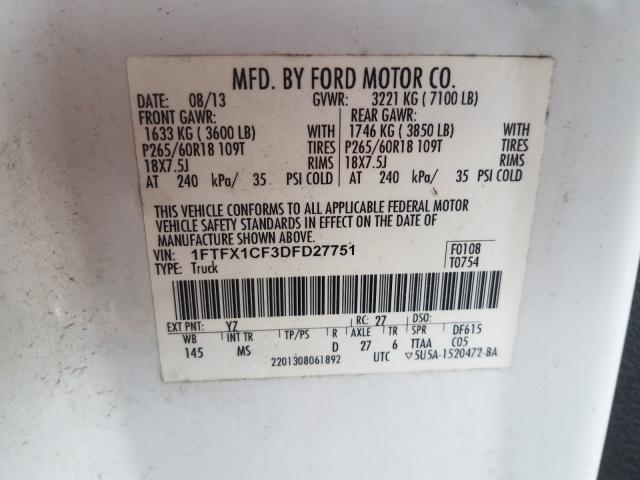 MFD. BY FORD MOTOR CO.
DATE: 08/13 GVWR: 3221 KG ( 7100 LB)
FRONT GAWR: REAR GAWR:
1633 KG ( 3600 LB) WITH 1746 KG ( 3850 LB) WITH
P265/60R18 109T TIRES P265/60R18 109T TIRES
18X7.5J RIMS 18X7.5J RIMS
AT 240 kPa/ 35 PSI COLD AT 240 kPa/ 35 PSI COLD
THIS VEHICLE CONFORMS TO ALL APPLICABLE FEDERAL MOTOR
VEHICLE SAFETY STANDARDS IN EFFECT ON THE DATE OF
MANUFACTURE SHOWN ABOVE.
VIN: 1FTFX1CF3DFD27751 F0108
TYPE: Truck T0754
EXT PNT: YZ RC: 27 DSO:
WB INT TR TP/PS R AXLE TR SPR DF615
145 MS D 27 6 TTAA C05
2201308061892 UTC ▽5U5A-1520472-BA